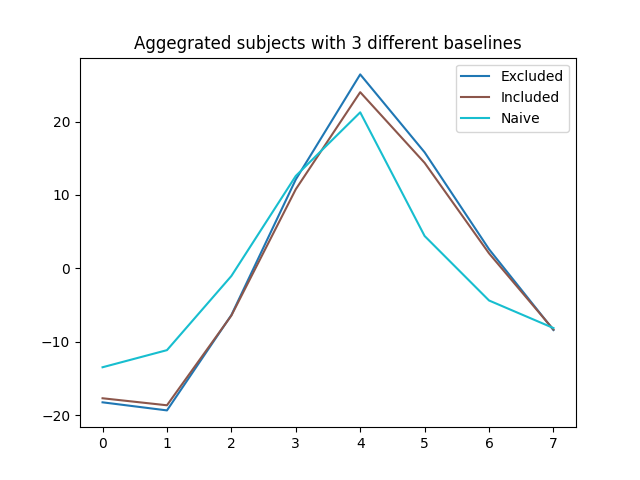 Aggegrated subjects with 3 different baselines
Excluded
Included
Naive
20
10
0
−10
−20
0 1 2 3 4 5 6 7